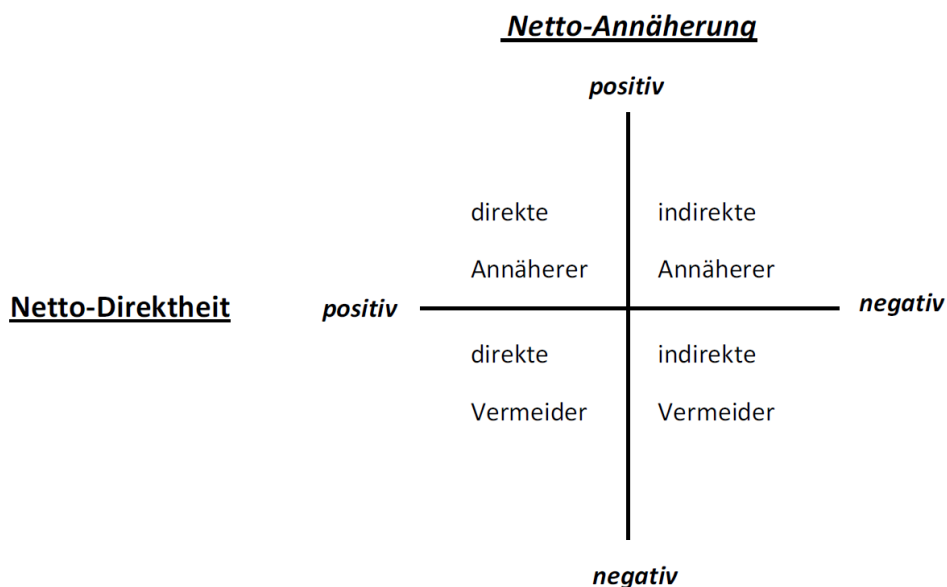 Netto-Annäherung
positiv
direkte indirekte
Annäherer Annäherer
Netto-Direktheit positiv negativ
direkte indirekte
Vermeider Vermeider
negativ